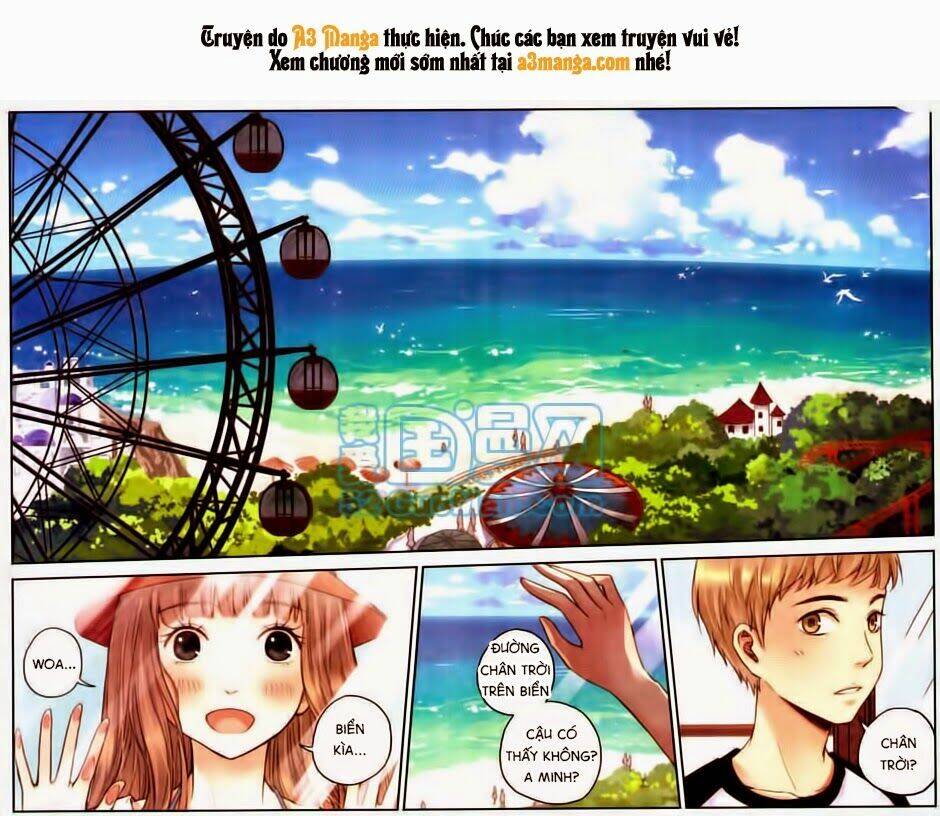 Truyện do A3 Manga thực hiện. Chúc các bạn xem truyện vui vẻ!
Xem chương mới sớm nhất tại a3manga.com nhé!
WOA...
BIỂN
KÌA...
ĐƯỜNG
CHÂN TRỜI
TRÊN BIỂN
CẬU CÓ
THẤY KHÔNG?
A MINH?
CHÂN
TRỜI?